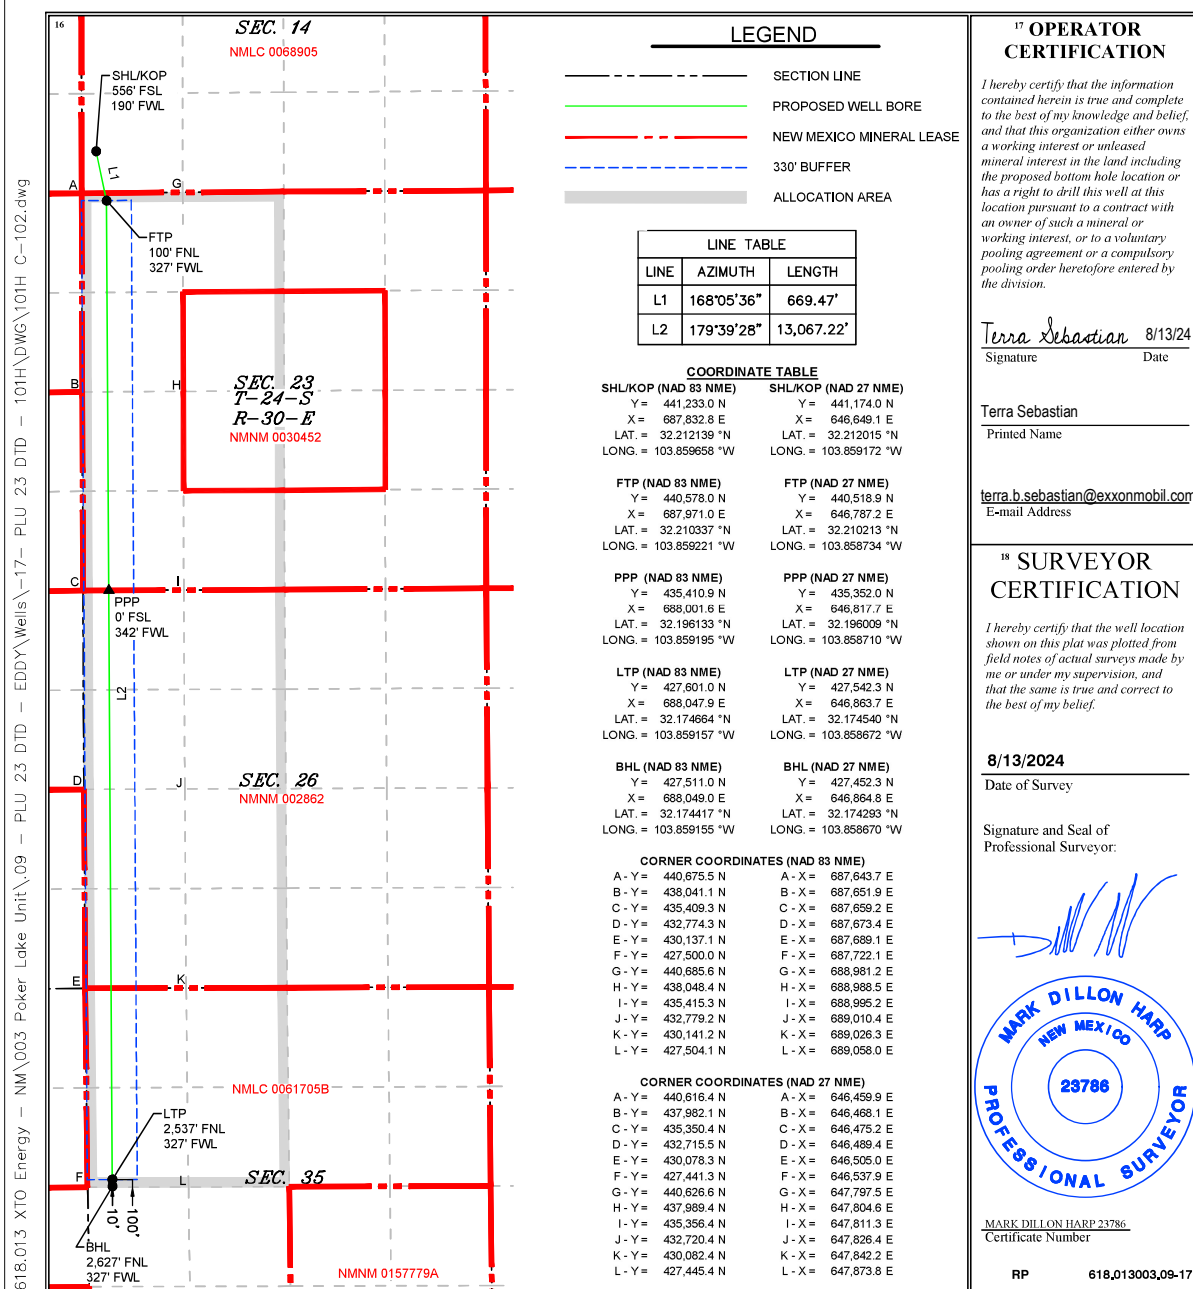 16
SEC. 14
NMLC 0068905
SHL/KOP
556' FSL
190' FWL
L1
A
G
FTP
100' FNL
327' FWL
B
H
SEC. 23
T-24-S
R-30-E
NMNM 0030452
C
I
PPP
0' FSL
342' FWL
L2
D
J
SEC. 26
NMNM 002862
E
K
NMLC 0061705B
LTP
2,537' FNL
327' FWL
F
L
SEC. 35
10'
100'
BHL
2,627' FNL
327' FWL
NMNM 0157779A
618.013 XTO Energy - NM\003 Poker Lake Unit\.09 - PLU 23 DTD - EDDY\Wells\-17- PLU 23 DTD - 101H\DWG\101H C-102.dwg
LEGEND
SECTION LINE
PROPOSED WELL BORE
NEW MEXICO MINERAL LEASE
330' BUFFER
ALLOCATION AREA
LINE TABLE
LINE AZIMUTH LENGTH
L1 168°05'36" 669.47'
L2 179°39'28" 13,067.22'
COORDINATE TABLE
SHL/KOP (NAD 83 NME) SHL/KOP (NAD 27 NME)
Y = 441,233.0 N Y = 441,174.0 N
X = 687,832.8 E X = 646,649.1 E
LAT. = 32.212139 °N LAT. = 32.212015 °N
LONG. = 103.859658 °W LONG. = 103.859172 °W
FTP (NAD 83 NME) FTP (NAD 27 NME)
Y = 440,578.0 N Y = 440,518.9 N
X = 687,971.0 E X = 646,787.2 E
LAT. = 32.210337 °N LAT. = 32.210213 °N
LONG. = 103.859221 °W LONG. = 103.858734 °W
PPP (NAD 83 NME) PPP (NAD 27 NME)
Y = 435,410.9 N Y = 435,352.0 N
X = 688,001.6 E X = 646,817.7 E
LAT. = 32.196133 °N LAT. = 32.196009 °N
LONG. = 103.859195 °W LONG. = 103.858710 °W
LTP (NAD 83 NME) LTP (NAD 27 NME)
Y = 427,601.0 N Y = 427,542.3 N
X = 688,047.9 E X = 646,863.7 E
LAT. = 32.174664 °N LAT. = 32.174540 °N
LONG. = 103.859157 °W LONG. = 103.858672 °W
BHL (NAD 83 NME) BHL (NAD 27 NME)
Y = 427,511.0 N Y = 427,452.3 N
X = 688,049.0 E X = 646,864.8 E
LAT. = 32.174417 °N LAT. = 32.174293 °N
LONG. = 103.859155 °W LONG. = 103.858670 °W
CORNER COORDINATES (NAD 83 NME)
A - Y = 440,675.5 N A - X = 687,643.7 E
B - Y = 438,041.1 N B - X = 687,651.9 E
C - Y = 435,409.3 N C - X = 687,659.2 E
D - Y = 432,774.3 N D - X = 687,673.4 E
E - Y = 430,137.1 N E - X = 687,689.1 E
F - Y = 427,500.0 N F - X = 687,722.1 E
G - Y = 440,685.6 N G - X = 688,981.2 E
H - Y = 438,048.4 N H - X = 688,988.5 E
I - Y = 435,415.3 N I - X = 688,995.2 E
J - Y = 432,779.2 N J - X = 689,010.4 E
K - Y = 430,141.2 N K - X = 689,026.3 E
L - Y = 427,504.1 N L - X = 689,058.0 E
CORNER COORDINATES (NAD 27 NME)
A - Y = 440,616.4 N A - X = 646,459.9 E
B - Y = 437,982.1 N B - X = 646,468.1 E
C - Y = 435,350.4 N C - X = 646,475.2 E
D - Y = 432,715.5 N D - X = 646,489.4 E
E - Y = 430,078.3 N E - X = 646,505.0 E
F - Y = 427,441.3 N F - X = 646,537.9 E
G - Y = 440,626.6 N G - X = 647,797.5 E
H - Y = 437,989.4 N H - X = 647,804.6 E
I - Y = 435,356.4 N I - X = 647,811.3 E
J - Y = 432,720.4 N J - X = 647,826.4 E
K - Y = 430,082.4 N K - X = 647,842.2 E
L - Y = 427,445.4 N L - X = 647,873.8 E
17 OPERATOR
CERTIFICATION
I hereby certify that the information
contained herein is true and complete
to the best of my knowledge and belief,
and that this organization either owns
a working interest or unleased
mineral interest in the land including
the proposed bottom hole location or
has a right to drill this well at this
location pursuant to a contract with
an owner of such a mineral or
working interest, or to a voluntary
pooling agreement or a compulsory
pooling order heretofore entered by
the division.
Terra Sebastian 8/13/24
Signature Date
Terra Sebastian
Printed Name
terra.b.sebastian@exxonmobil.com
E-mail Address
18 SURVEYOR
CERTIFICATION
I hereby certify that the well location
shown on this plat was plotted from
field notes of actual surveys made by
me or under my supervision, and
that the same is true and correct to
the best of my belief.
8/13/2024
Date of Survey
Signature and Seal of
Professional Surveyor:
MARK DILLON HARP
NEW MEXICO
23786
PROFESSIONAL SURVEYOR
MARK DILLON HARP 23786
Certificate Number
RP 618.013003.09-17